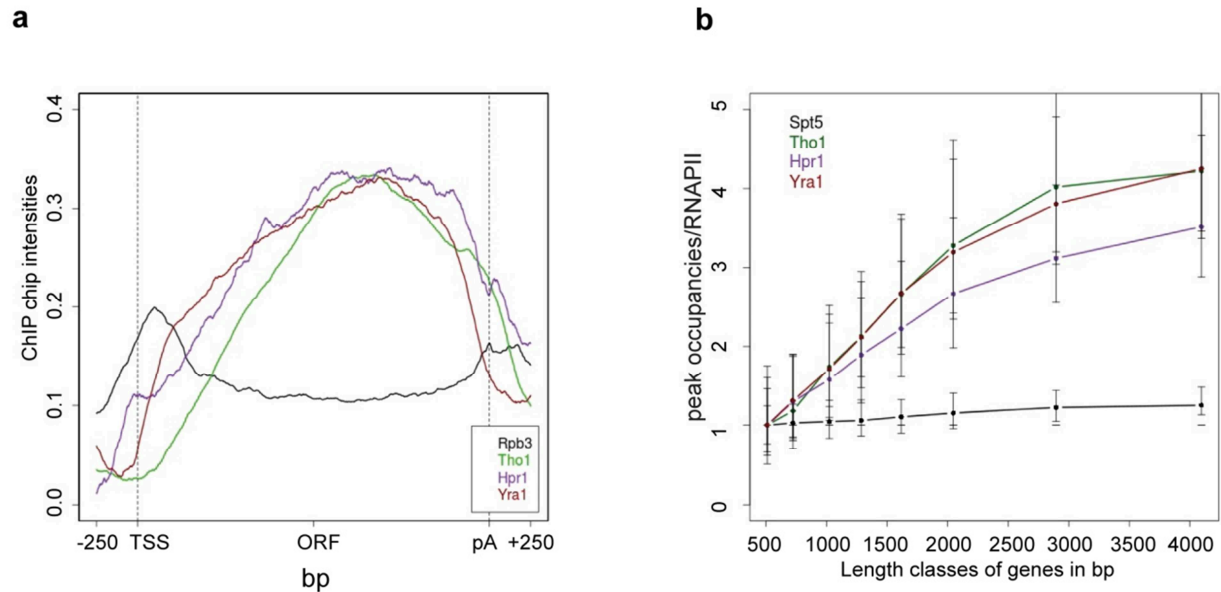 a
ChIP chip intensities
0.4
0.3
0.2
0.1
0.0
Rpb3
Tho1
Hpr1
Yra1
-250 TSS ORF pA +250
bp
b
peak occupancies/RNAPII
5
4
3
2
1
0
Spt5
Tho1
Hpr1
Yra1
500 1000 1500 2000 2500 3000 3500 4000
Length classes of genes in bp